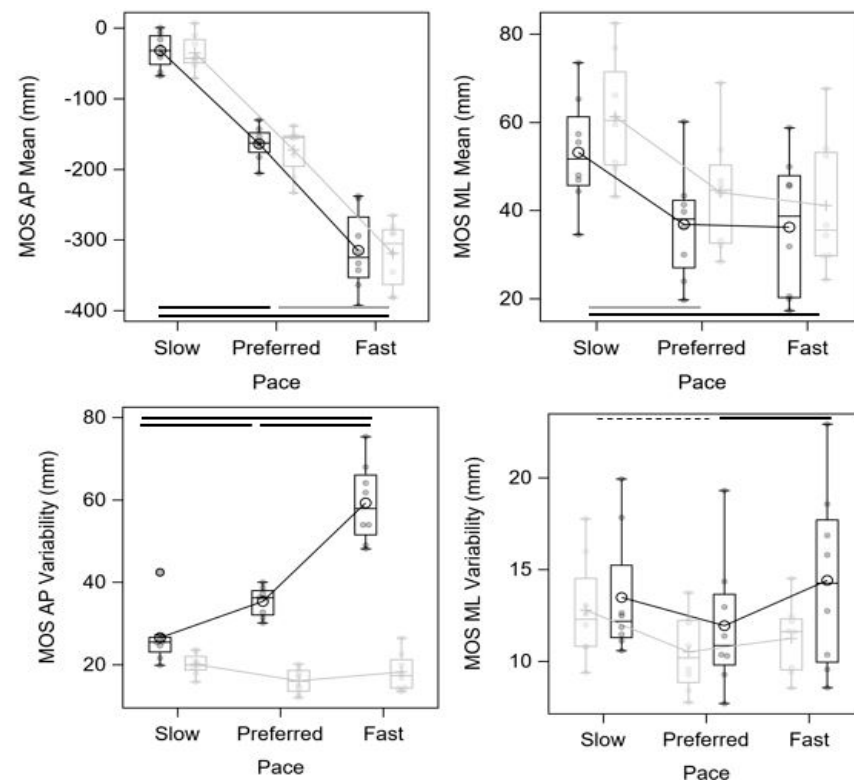 MOS AP Mean (mm)
0
-100
-200
-300
-400
Slow Preferred Fast
Pace
MOS ML Mean (mm)
80
60
40
20
Slow Preferred Fast
Pace
MOS AP Variability (mm)
80
60
40
20
Slow Preferred Fast
Pace
MOS ML Variability (mm)
20
15
10
Slow Preferred Fast
Pace